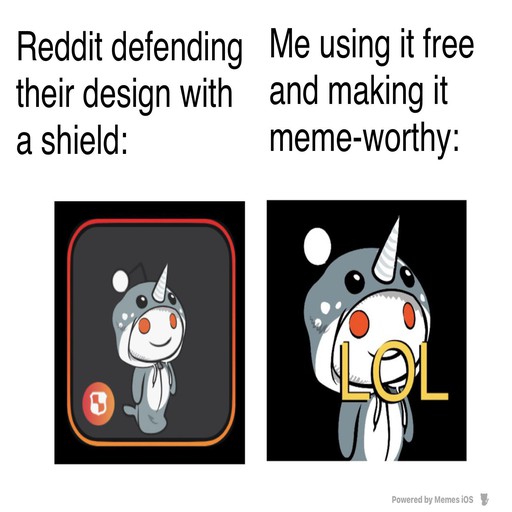 Reddit defending
their design with
a shield:
Me using it free
and making it
meme-worthy:
LOL
Powered by Memes iOS